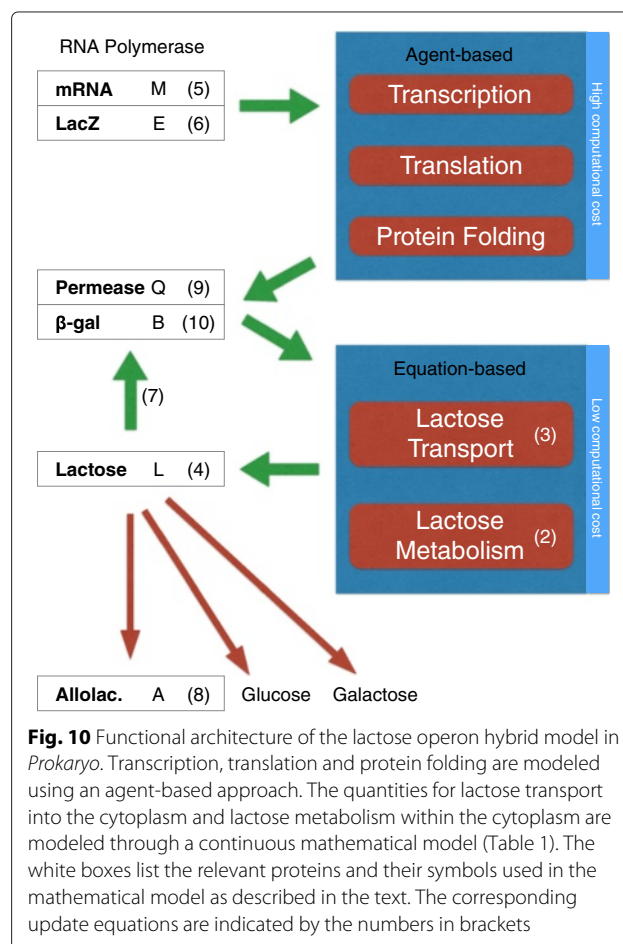 RNA Polymerase
mRNA M (5)
LacZ E (6)
Agent-based
Transcription
Translation
Protein Folding
High computational cost
Permease Q (9)
β-gal B (10)
(7)
Lactose L (4)
Equation-based
Lactose
Transport (3)
Lactose
Metabolism (2)
Low computational cost
Allolac. A (8) Glucose Galactose
Fig. 10 Functional architecture of the lactose operon hybrid model in
Prokaryo. Transcription, translation and protein folding are modeled
using an agent-based approach. The quantities for lactose transport
into the cytoplasm and lactose metabolism within the cytoplasm are
modeled through a continuous mathematical model (Table 1). The
white boxes list the relevant proteins and their symbols used in the
mathematical model as described in the text. The corresponding
update equations are indicated by the numbers in brackets